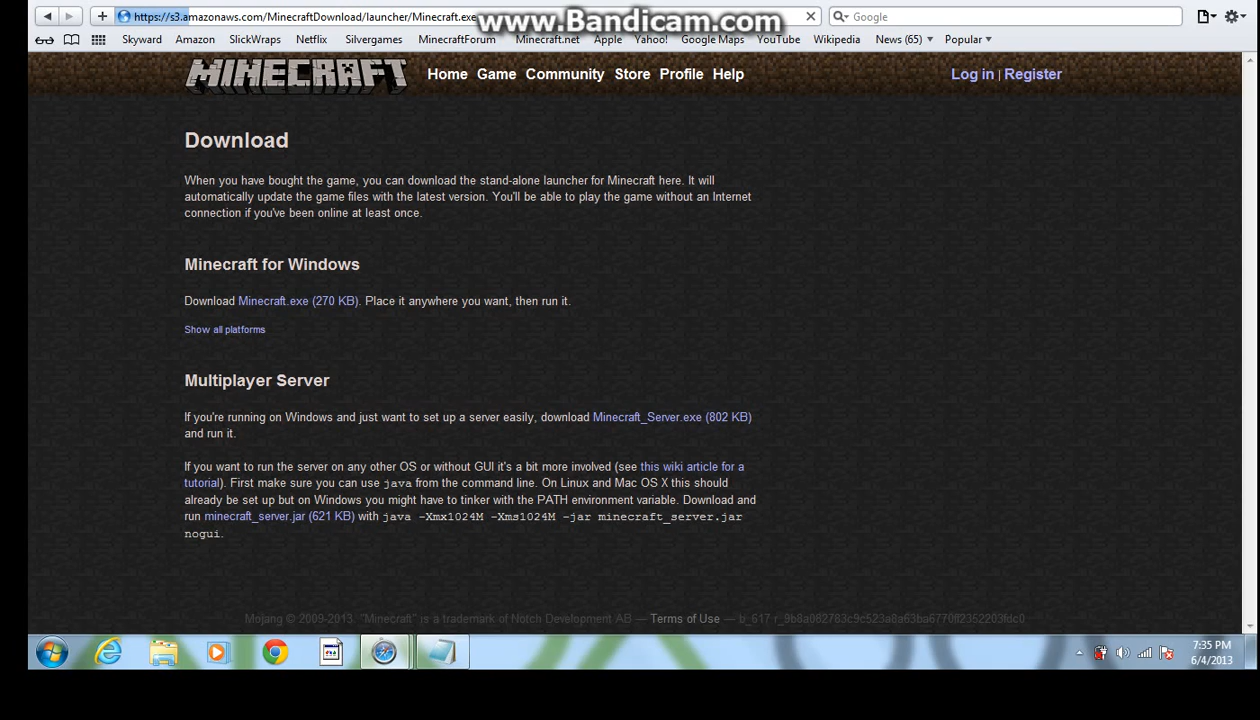 https://s3.amazonaws.com/MinecraftDownload/launcher/Minecraft.exe
www.Bandicam.com
Google
Skyward Amazon SlickWraps Netflix Silvergames MinecraftForum Minecraft.net Apple Yahoo! Google Maps YouTube Wikipedia News (65) Popular
MINECRAFT Home Game Community Store Profile Help Log in | Register
Download
When you have bought the game, you can download the stand-alone launcher for Minecraft here. It will
automatically update the game files with the latest version. You'll be able to play the game without an Internet
connection if you've been online at least once.
Minecraft for Windows
Download Minecraft.exe (270 KB). Place it anywhere you want, then run it.
Show all platforms
Multiplayer Server
If you're running on Windows and just want to set up a server easily, download Minecraft_Server.exe (802 KB)
and run it.
If you want to run the server on any other OS or without GUI it's a bit more involved (see this wiki article for a
tutorial). First make sure you can use java from the command line. On Linux and Mac OS X this should
already be set up but on Windows you might have to tinker with the PATH environment variable. Download and
run minecraft_server.jar (621 KB) with java -Xmx1024M -Xms1024M -jar minecraft_server.jar
nogui.
Mojang © 2009-2013. "Minecraft" is a trademark of Notch Development AB — Terms of Use —
7:35 PM
6/4/2013